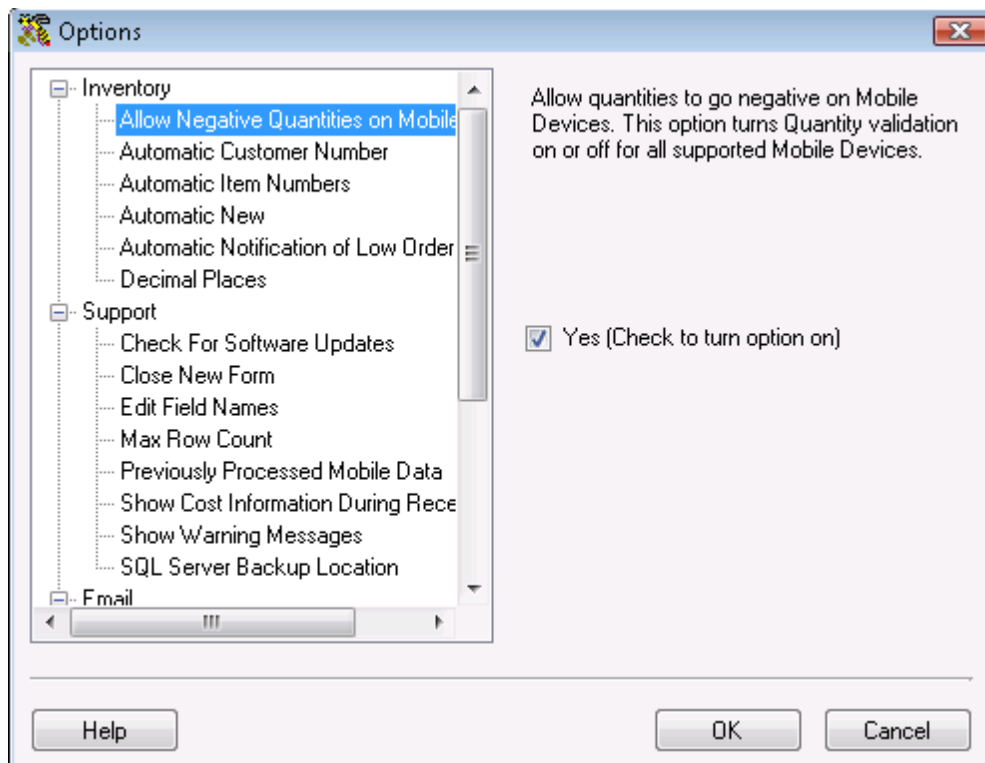 Options
Inventory
Allow Negative Quantities on Mobile
Automatic Customer Number
Automatic Item Numbers
Automatic New
Automatic Notification of Low Order
Decimal Places
Support
Check For Software Updates
Close New Form
Edit Field Names
Max Row Count
Previously Processed Mobile Data
Show Cost Information During Rece
Show Warning Messages
SQL Server Backup Location
Email
Allow quantities to go negative on Mobile
Devices. This option turns Quantity validation
on or off for all supported Mobile Devices.
Yes (Check to turn option on)
Help
OK
Cancel